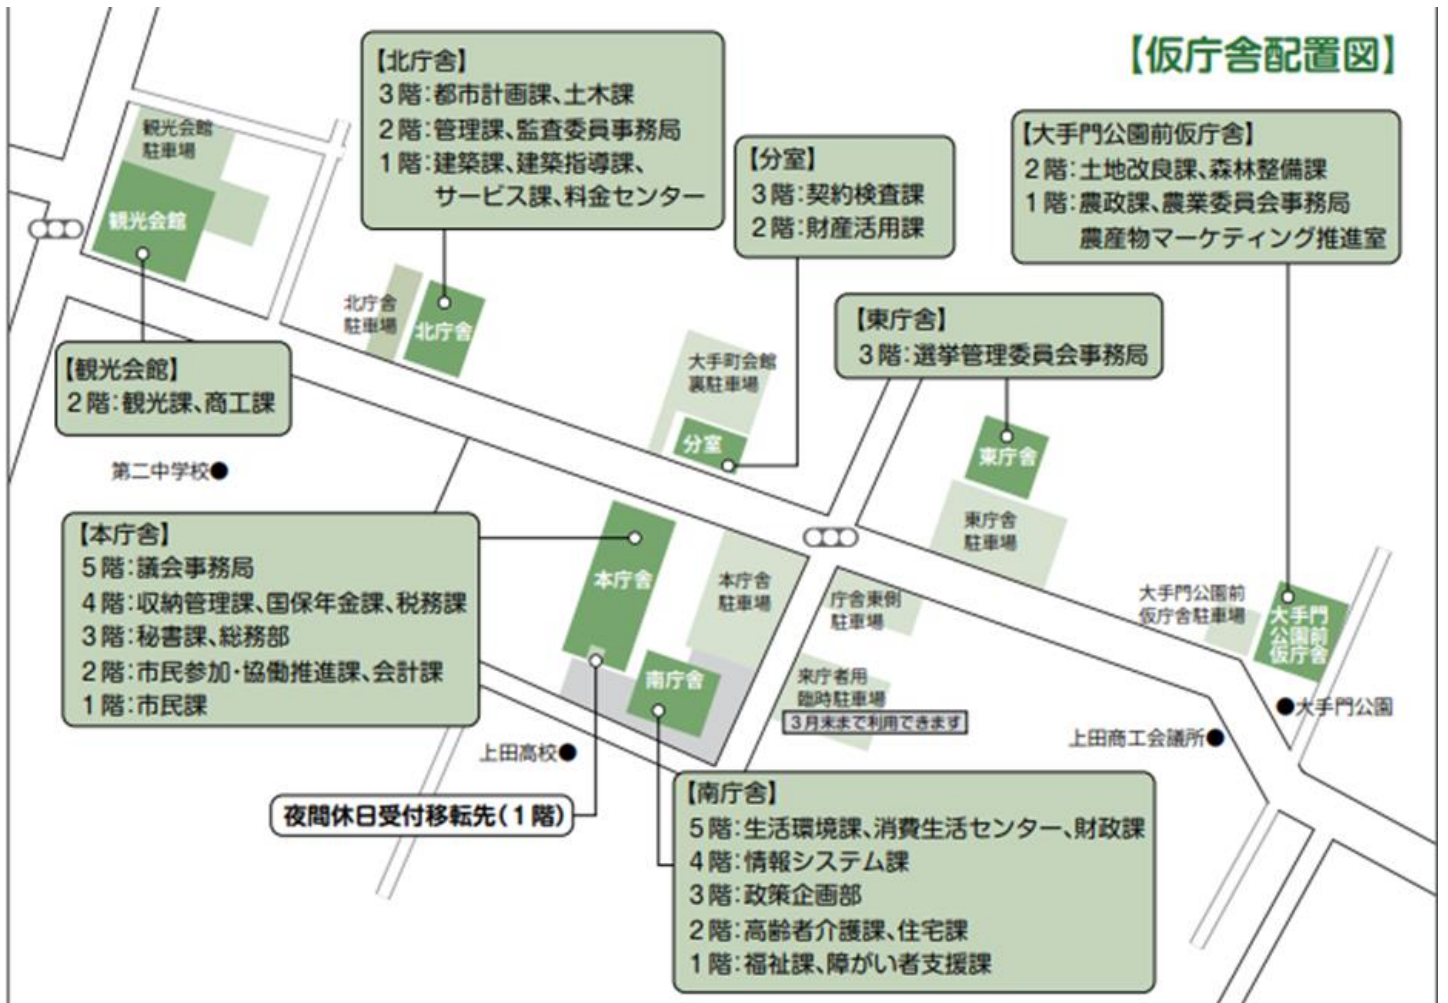 【仮庁舎配置図】
【北庁舎】
3階:都市計画課、土木課
2階:管理課、監査委員事務局
1階:建築課、建築指導課、
サービス課、料金センター
【分室】
3階:契約検査課
2階:財産活用課
【大手門公園前仮庁舎】
2階:土地改良課、森林整備課
1階:農政課、農業委員会事務局
農産物マーケティング推進室
観光会館
駐車場
観光会館
北庁舎
駐車場
北庁舎
【東庁舎】
3階:選挙管理委員会事務局
【観光会館】
2階:観光課、商工課
大手町会館
裏駐車場
分室
東庁舎
第二中学校●
東庁舎
駐車場
【本庁舎】
5階:議会事務局
4階:収納管理課、国保年金課、税務課
3階:秘書課、総務部
2階:市民参加・協働推進課、会計課
1階:市民課
本庁舎
本庁舎
駐車場
庁舎東側
駐車場
大手門公園前
仮庁舎駐車場
大手門
公園前
仮庁舎
南庁舎
来庁者用
臨時駐車場
3月末まで利用できます
●大手門公園
上田商工会議所●
上田高校●
夜間休日受付移転先(1階)
【南庁舎】
5階:生活環境課、消費生活センター、財政課
4階:情報システム課
3階:政策企画部
2階:高齢者介護課、住宅課
1階:福祉課、障がい者支援課